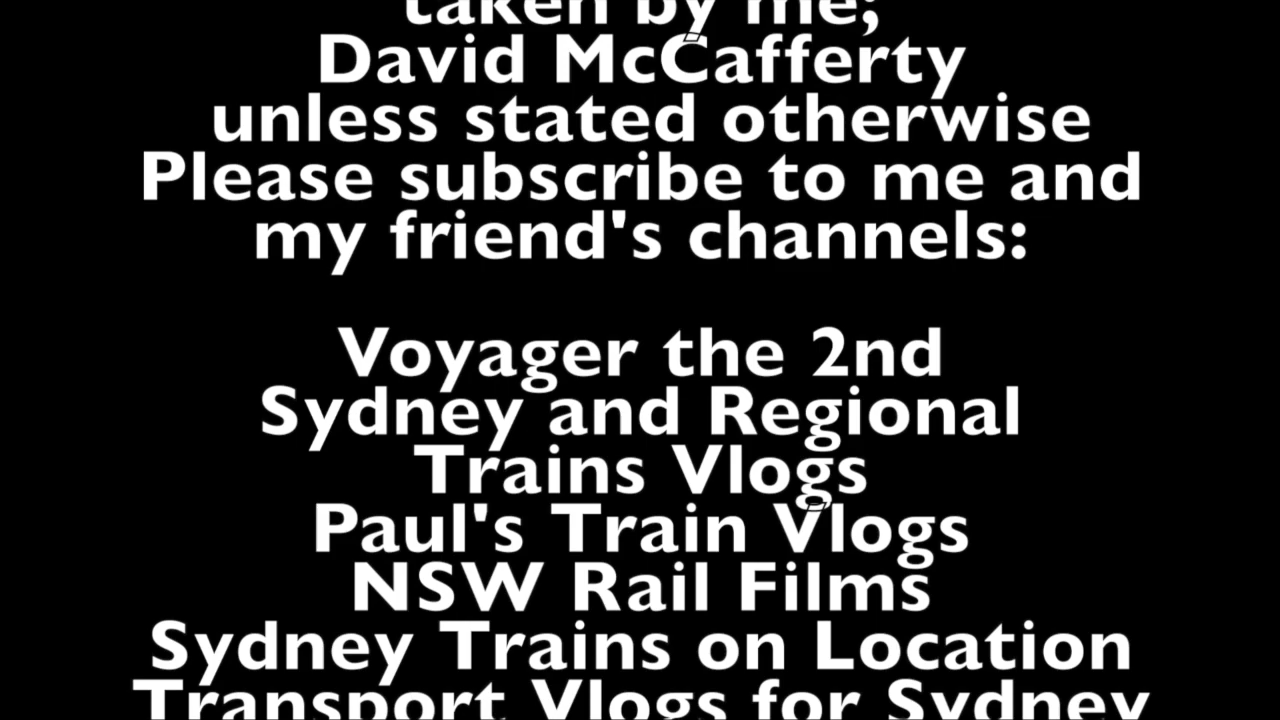 taken by me;
David McCafferty
unless stated otherwise
Please subscribe to me and
my friend's channels:
Voyager the 2nd
Sydney and Regional
Trains Vlogs
Paul's Train Vlogs
NSW Rail Films
Sydney Trains on Location
Transport Vlogs for Sydney